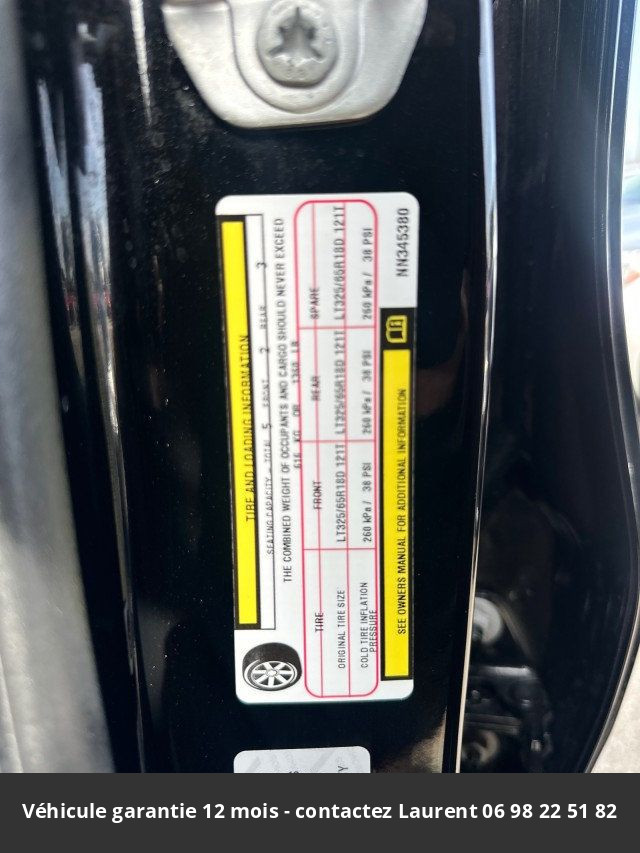 TIRE AND LOADING INFORMATION
SEATING CAPACITY - TOTAL 5 FRONT 2 REAR 3
THE COMBINED WEIGHT OF OCCUPANTS AND CARGO SHOULD NEVER EXCEED
616 KG OR 1360 LB
TIRE FRONT REAR SPARE
ORIGINAL TIRE SIZE LT325/65R18D 121T LT325/65R18D 121T LT325/65R18D 121T
COLD TIRE INFLATION PRESSURE 260 kPa / 38 PSI 260 kPa / 38 PSI 260 kPa / 38 PSI
SEE OWNERS MANUAL FOR ADDITIONAL INFORMATION
NN345380
Véhicule garantie 12 mois - contactez Laurent 06 98 22 51 82